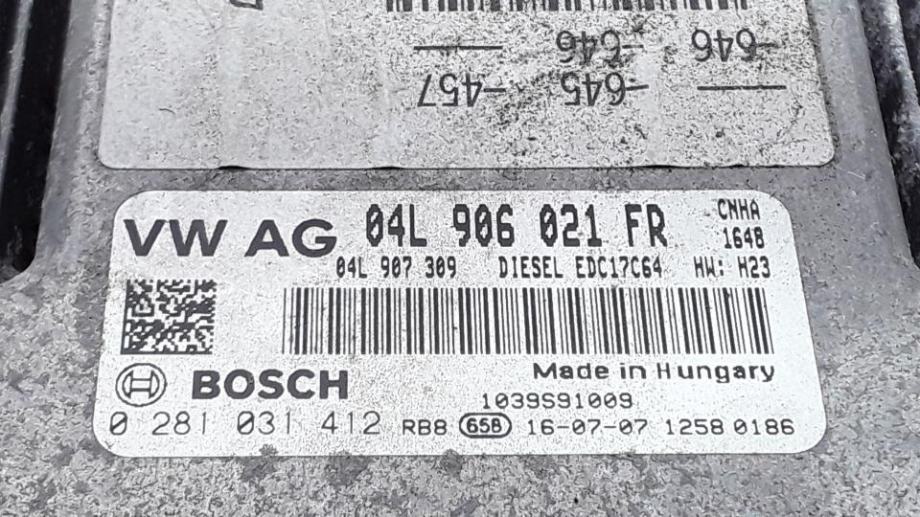 -646 -646
-645 -457
VW AG 04L 906 021 FR CNHA
1648
04L 907 309 DIESEL EDC17C64 HW: H23
BOSCH Made in Hungary
1039S91009
0 281 031 412 RB8 658 16-07-07 1258 0186